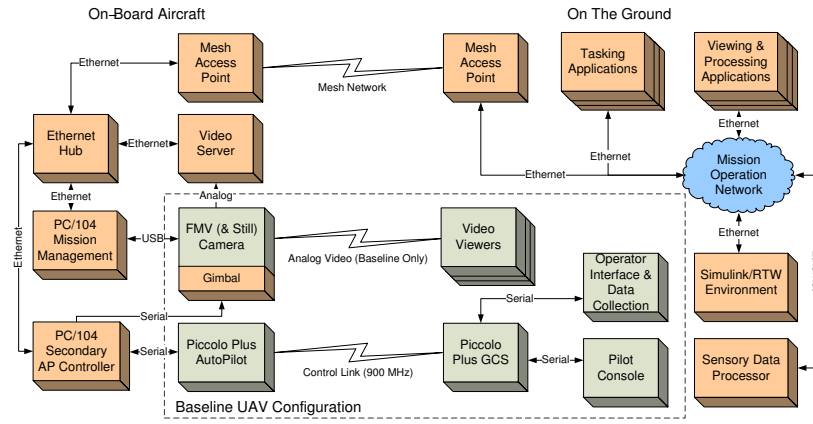 On-Board Aircraft
On The Ground
Mesh
Access
Point
Mesh
Access
Point
Tasking
Applications
Viewing &
Processing
Applications
Ethernet
Mesh Network
Ethernet
Ethernet
Hub
Ethernet
Video
Server
Ethernet
Ethernet
Mission
Operation
Network
Ethernet
Analog
Ethernet
PC/104
Mission
Management
USB
FMV (& Still)
Camera
Gimbal
Analog Video (Baseline Only)
Video
Viewers
Operator
Interface &
Data
Collection
Ethernet
Simulink/RTW
Environment
Serial
Serial
PC/104
Secondary
AP Controller
Serial
Piccolo Plus
AutoPilot
Control Link (900 MHz)
Piccolo
Plus GCS
Serial
Pilot
Console
Sensory Data
Processor
Baseline UAV Configuration